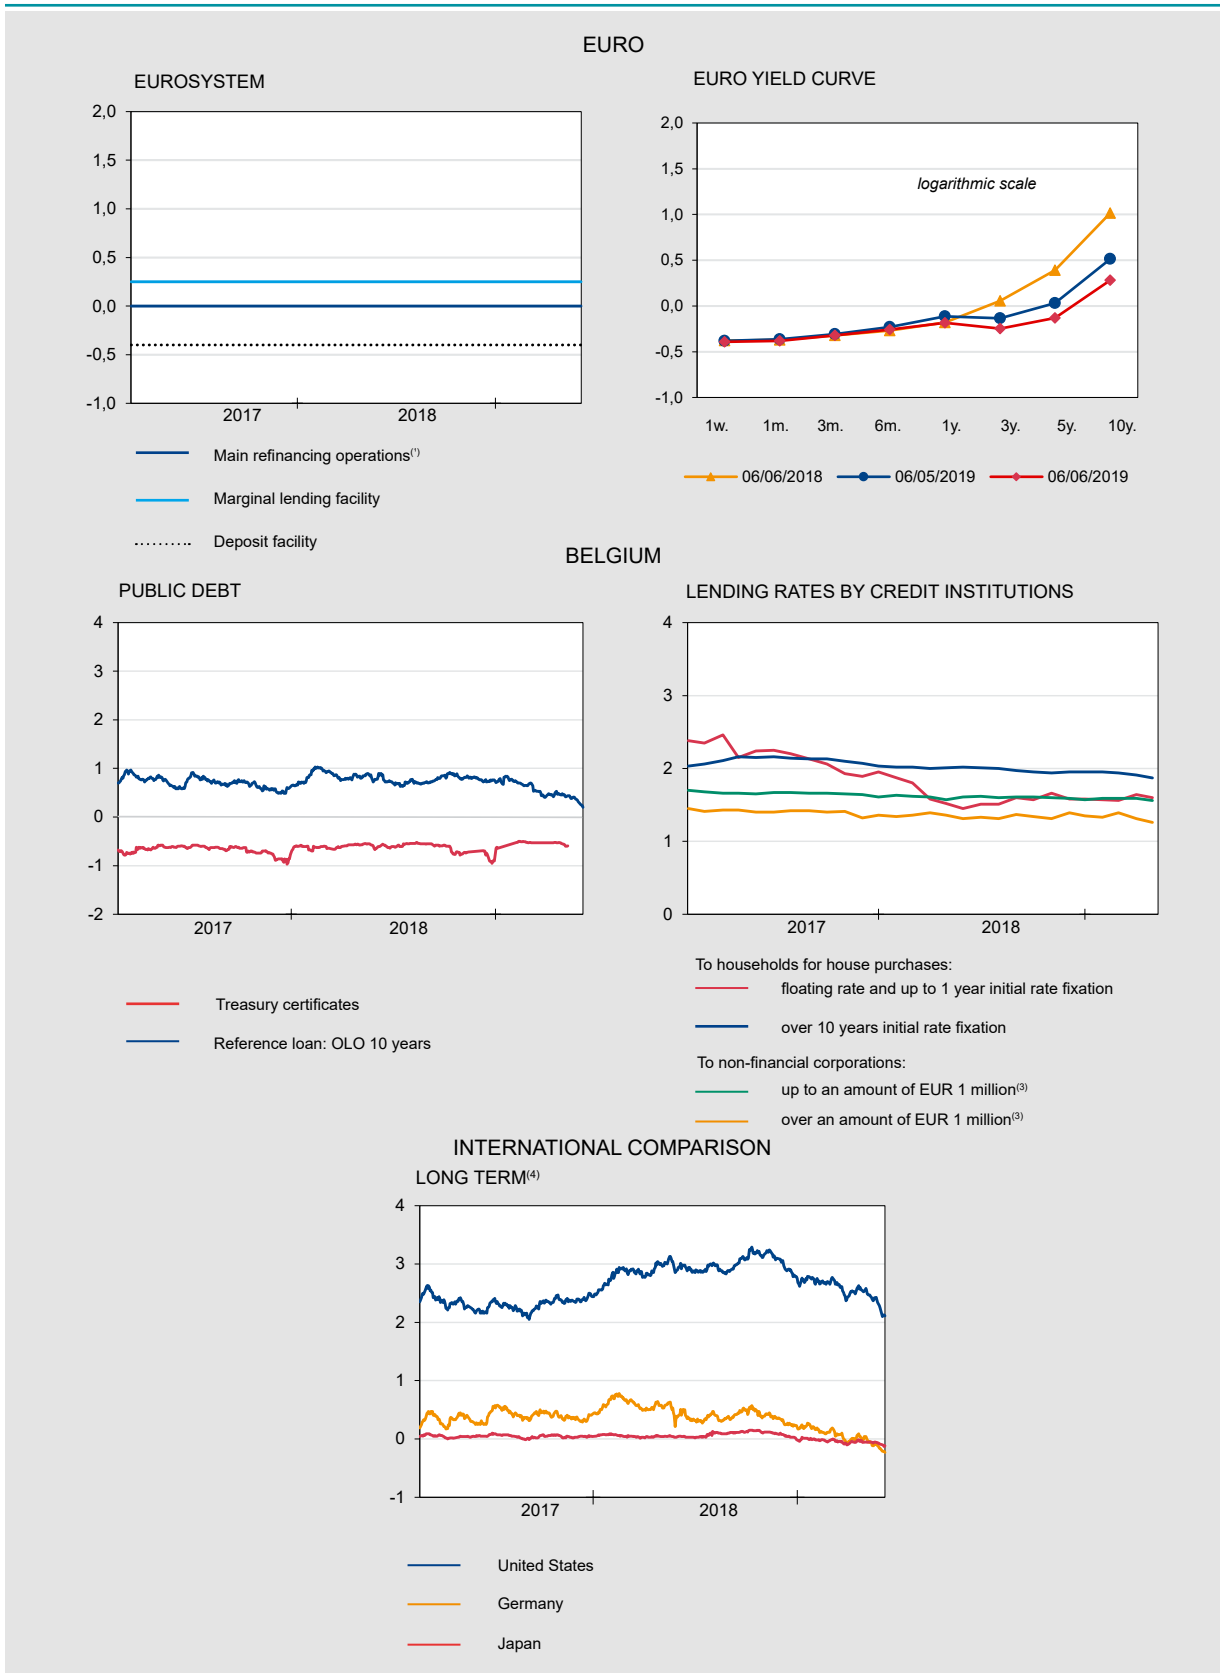 EURO
EUROSYSTEM
2,0
1,5
1,0
0,5
0,0
-0,5
-1,0
2017 2018
Main refinancing operations(¹)
Marginal lending facility
Deposit facility
EURO YIELD CURVE
2,0
1,5
1,0
0,5
0,0
-0,5
-1,0
logarithmic scale
1w. 1m. 3m. 6m. 1y. 3y. 5y. 10y.
06/06/2018 06/05/2019 06/06/2019
BELGIUM
PUBLIC DEBT
4
3
2
1
0
-1
-2
2017 2018
Treasury certificates
Reference loan: OLO 10 years
LENDING RATES BY CREDIT INSTITUTIONS
4
3
2
1
0
2017 2018
To households for house purchases:
floating rate and up to 1 year initial rate fixation
over 10 years initial rate fixation
To non-financial corporations:
up to an amount of EUR 1 million(3)
over an amount of EUR 1 million(3)
INTERNATIONAL COMPARISON
LONG TERM(4)
4
3
2
1
0
-1
2017 2018
United States
Germany
Japan